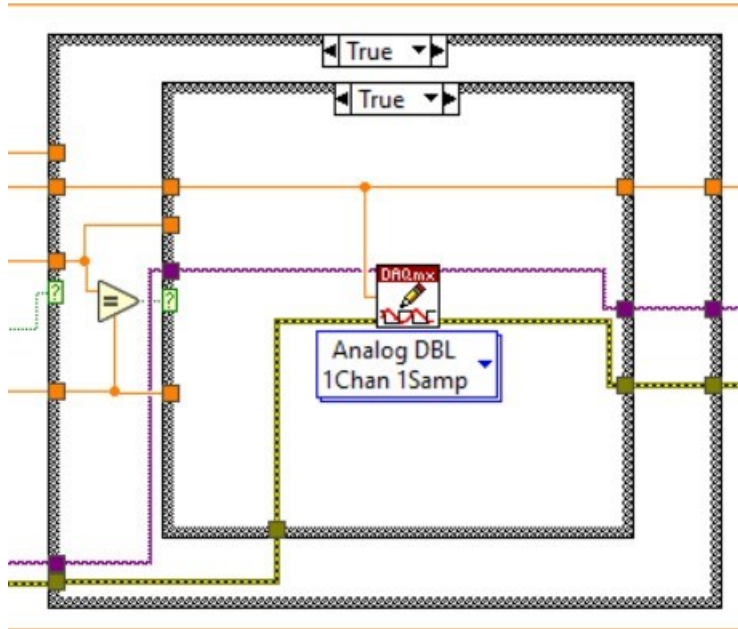 True
True
?
=
?
DAQmx
Analog DBL
1Chan 1Samp